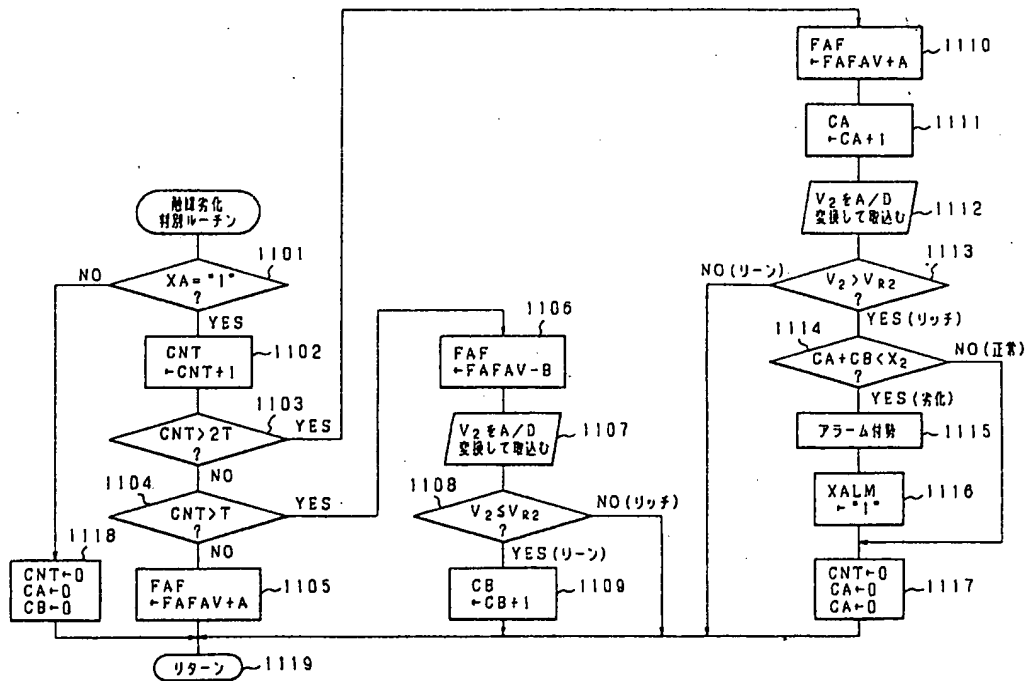 触媒劣化
判別ルーチン
1101
XA="1"
?
NO
YES
1102
CNT
←CNT+1
1103
CNT>2T
?
YES
NO
1104
CNT>T
?
YES
NO
1105
FAF
←FAFAV+A
1118
CNT←0
CA←0
CB←0
リターン
1119
1106
FAF
←FAFAV-B
1107
V2をA/D
変換して取込む
1108
V2≤VR2
?
NO(リッチ)
YES(リーン)
1109
CB
←CB+1
1110
FAF
←FAFAV+A
1111
CA
←CA+1
1112
V2をA/D
変換して取込む
1113
V2>VR2
?
NO(リーン)
YES(リッチ)
1114
CA+CB<X2
?
NO(正常)
YES(劣化)
アラーム付勢
1115
XALM
←"1"
1116
CNT←0
CA←0
CA←0
1117